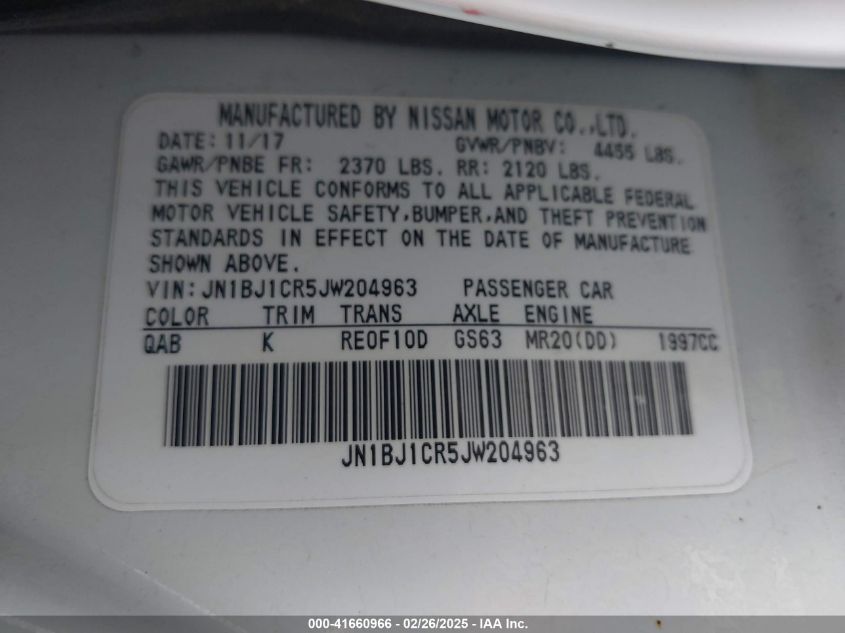 MANUFACTURED BY NISSAN MOTOR CO.,LTD.
DATE: 11/17 GVWR/PNBV: 4455 LBS.
GAWR/PNBE FR: 2370 LBS. RR: 2120 LBS.
THIS VEHICLE CONFORMS TO ALL APPLICABLE FEDERAL
MOTOR VEHICLE SAFETY,BUMPER,AND THEFT PREVENTION
STANDARDS IN EFFECT ON THE DATE OF MANUFACTURE
SHOWN ABOVE.
VIN: JN1BJ1CR5JW204963 PASSENGER CAR
COLOR TRIM TRANS AXLE ENGINE
QAB K RE0F10D GS63 MR20(DD) 1997CC
JN1BJ1CR5JW204963
000-41660966 - 02/26/2025 - IAA Inc.